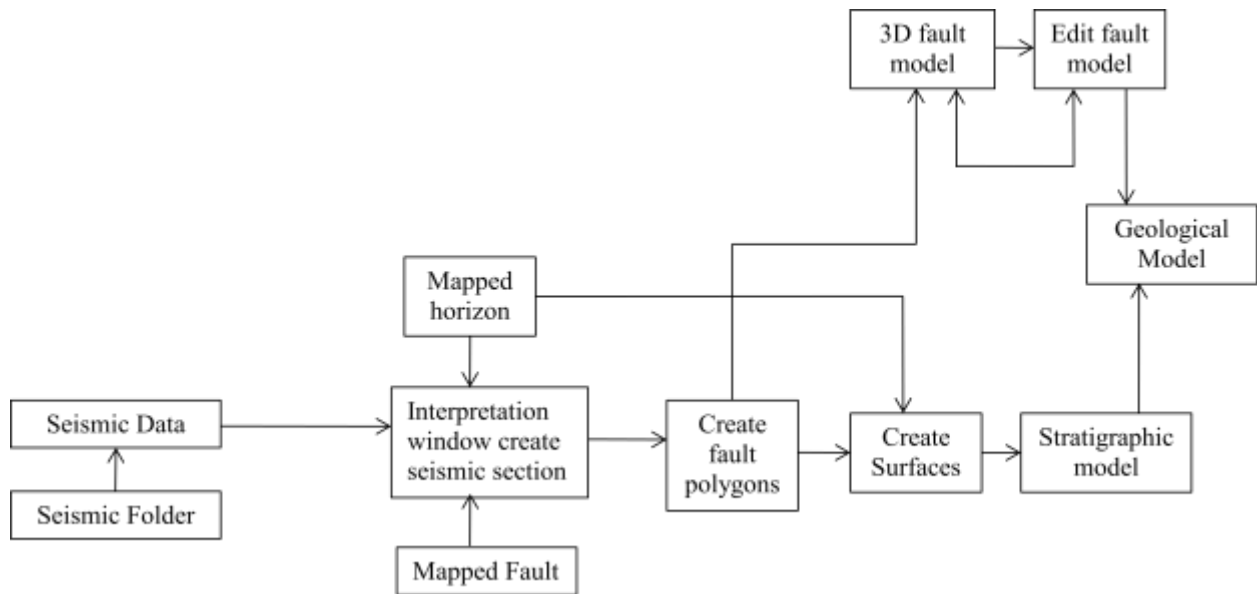 3D fault
model
Edit fault
model
Geological
Model
Mapped
horizon
Seismic Data
Interpretation
window create
seismic section
Create
fault
polygons
Create
Surfaces
Stratigraphic
model
Seismic Folder
Mapped Fault